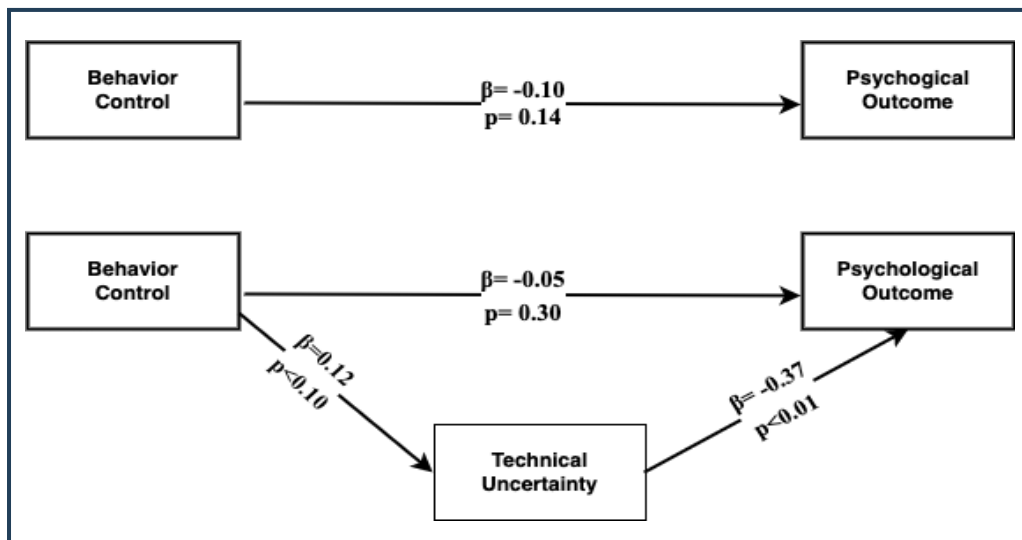 Behavior
Control
β= -0.10
p= 0.14
Psychogical
Outcome
Behavior
Control
β= -0.05
p= 0.30
Psychological
Outcome
β=0.12
p<0.10
β= -0.37
p<0.01
Technical
Uncertainty